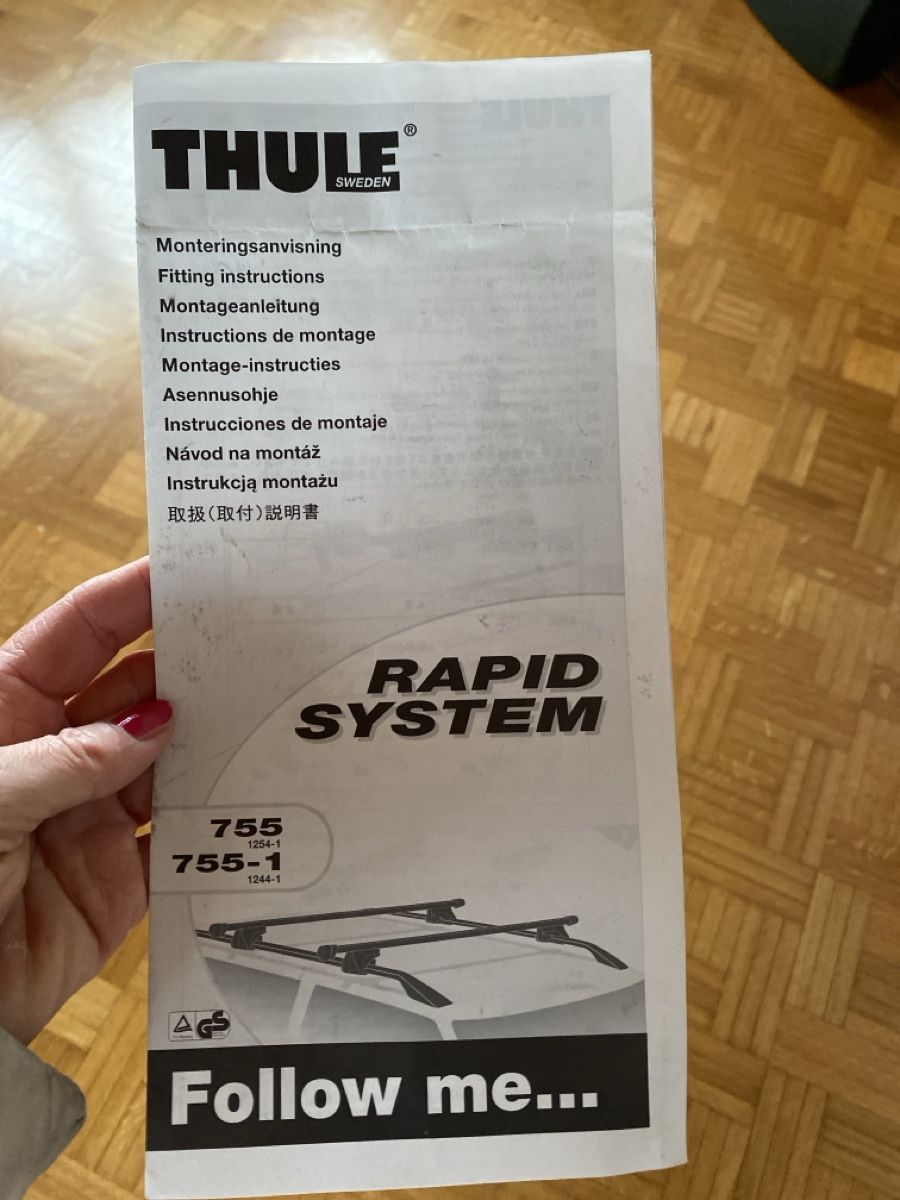 THULE®
SWEDEN
Monteringsanvisning
Fitting instructions
Montageanleitung
Instructions de montage
Montage-instructies
Asennusohje
Instrucciones de montaje
Návod na montáž
Instrukcją montażu
取扱（取付）説明書
RAPID
SYSTEM
755
1254-1
755-1
1244-1
GS
Follow me...